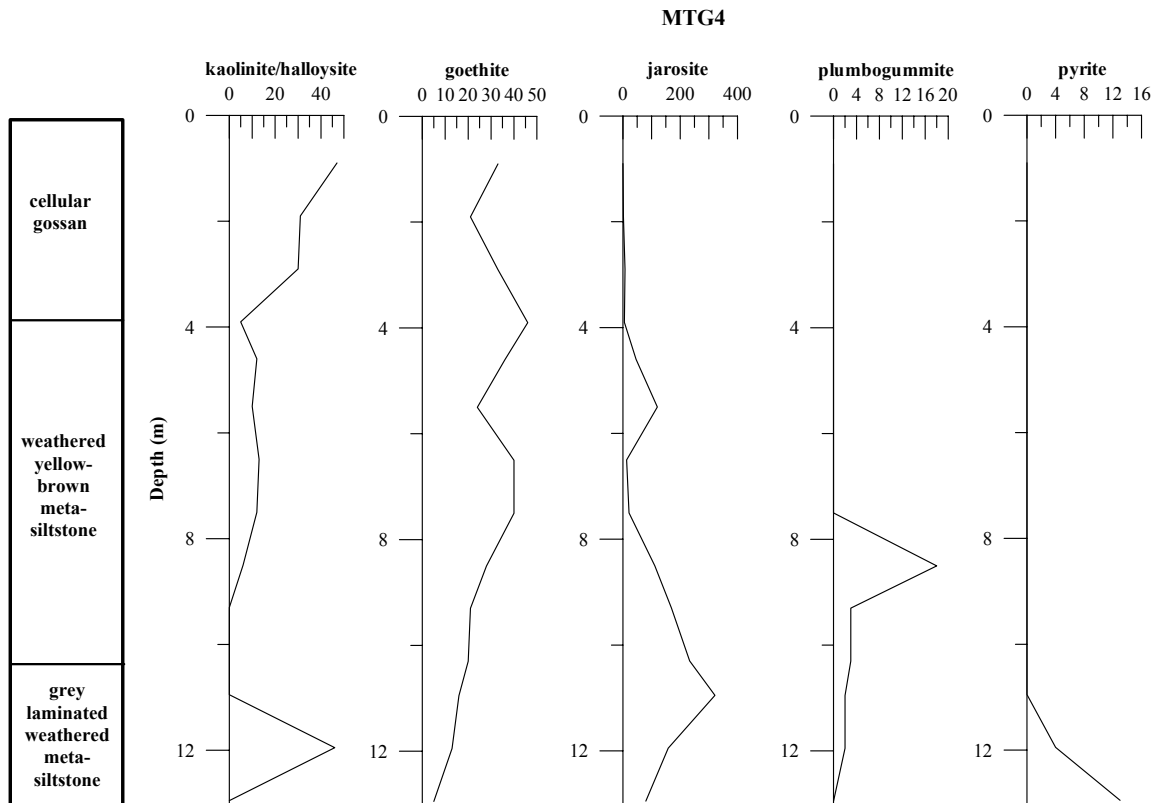 MTG4
kaolinite/halloysite
goethite
jarosite
plumbogummite
pyrite
0 20 40
0 10 20 30 40 50
0 200 400
0 4 8 12 16 20
0 4 8 12 16
cellular
gossan
weathered
yellow-
brown
meta-
siltstone
grey
laminated
weathered
meta-
siltstone
Depth (m)
0
4
8
12
0
4
8
12
0
4
8
12
0
4
8
12
0
4
8
12